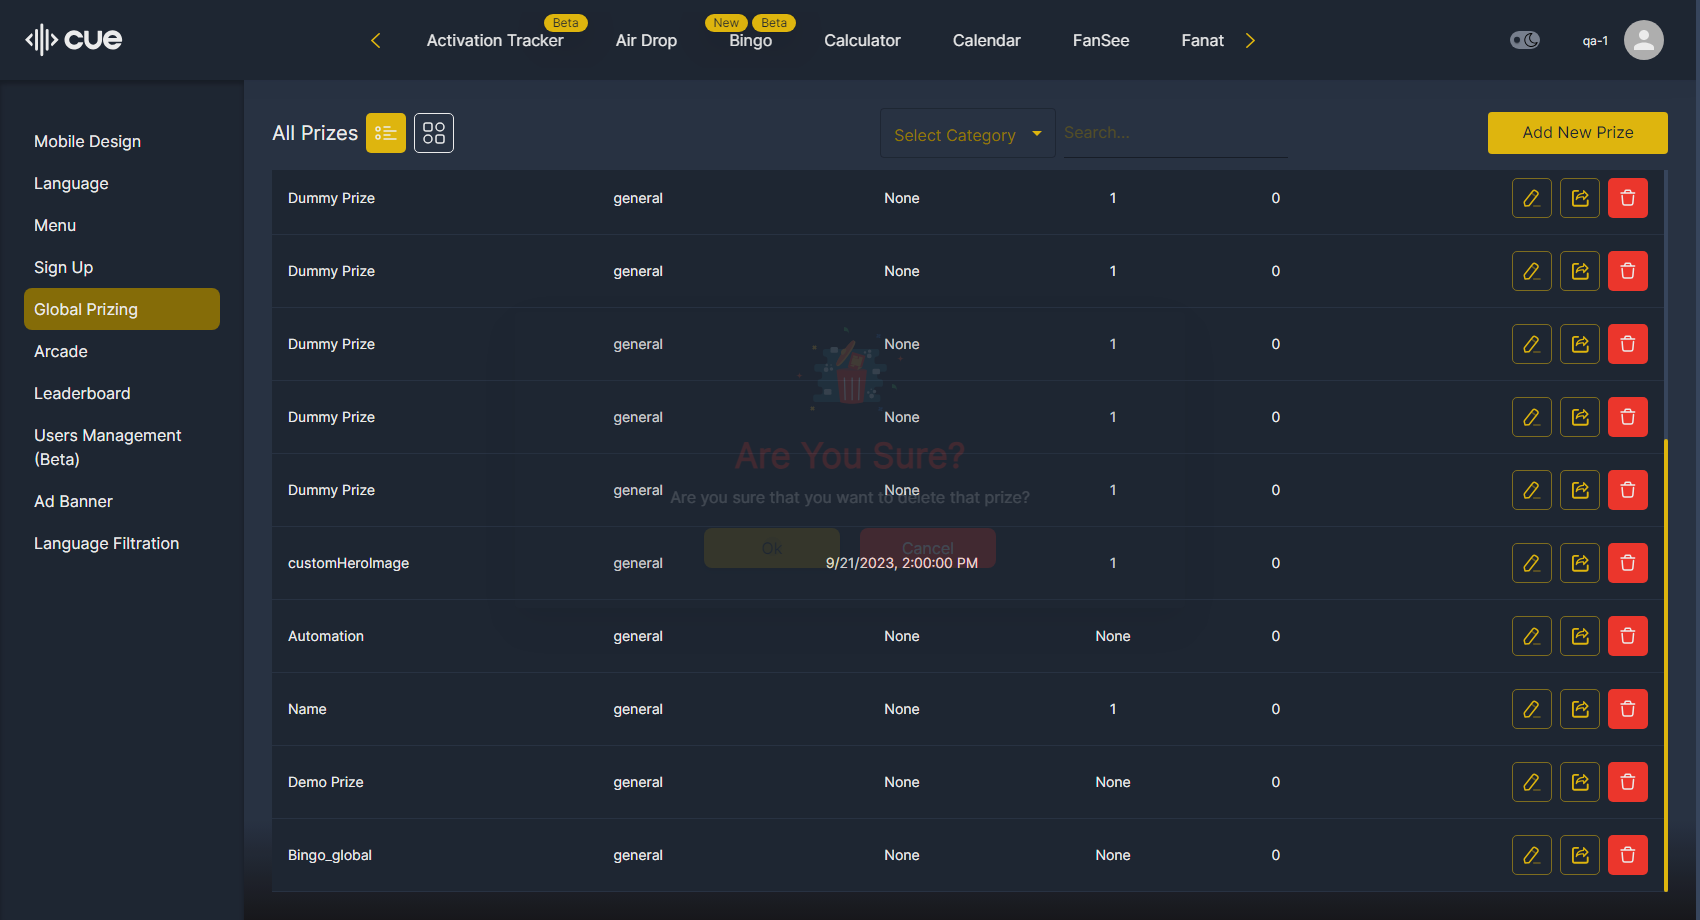 cue
Activation Tracker Beta
Air Drop
Bingo New Beta
Calculator
Calendar
FanSee
Fanat
qa-1
Mobile Design
Language
Menu
Sign Up
Global Prizing
Arcade
Leaderboard
Users Management
(Beta)
Ad Banner
Language Filtration
All Prizes
Select Category
Search...
Add New Prize
Dummy Prize general None 1 0
Dummy Prize general None 1 0
Dummy Prize general None 1 0
Dummy Prize general None 1 0
Are You Sure?
Dummy Prize general None 1 0
Are you sure that you want to delete that prize?
Ok Cancel
customHeroImage general 9/21/2023, 2:00:00 PM 1 0
Automation general None None 0
Name general None 1 0
Demo Prize general None None 0
Bingo_global general None None 0